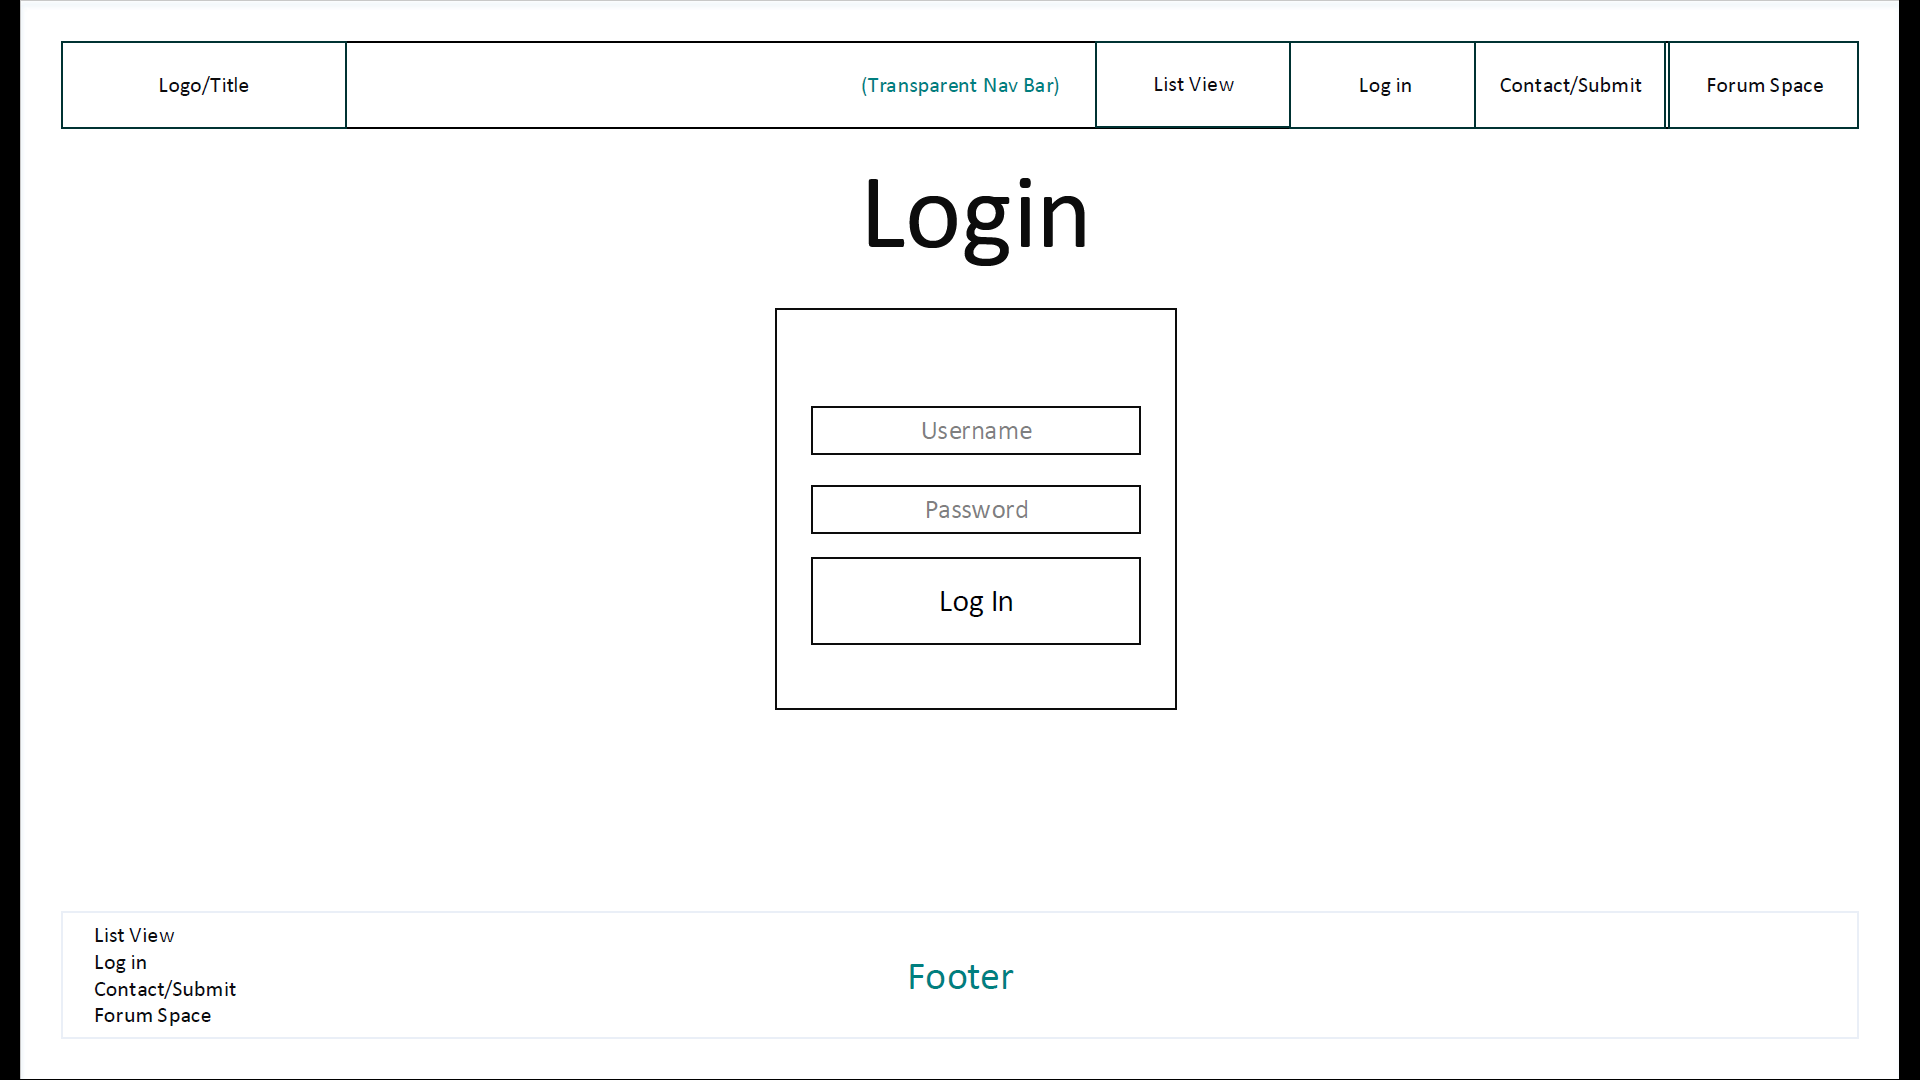 Logo/Title
(Transparent Nav Bar)
List View
Log in
Contact/Submit
Forum Space
Login
Username
Password
Log In
List View
Log in
Contact/Submit
Forum Space
Footer